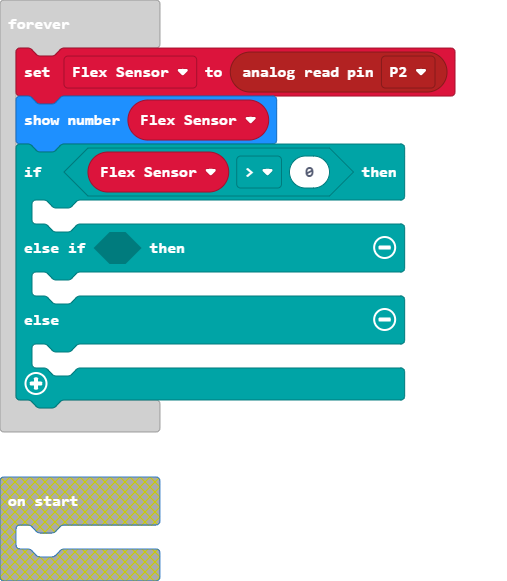 forever
set Flex Sensor to analog read pin P2
show number Flex Sensor
if Flex Sensor > 0 then
else if then
else
on start